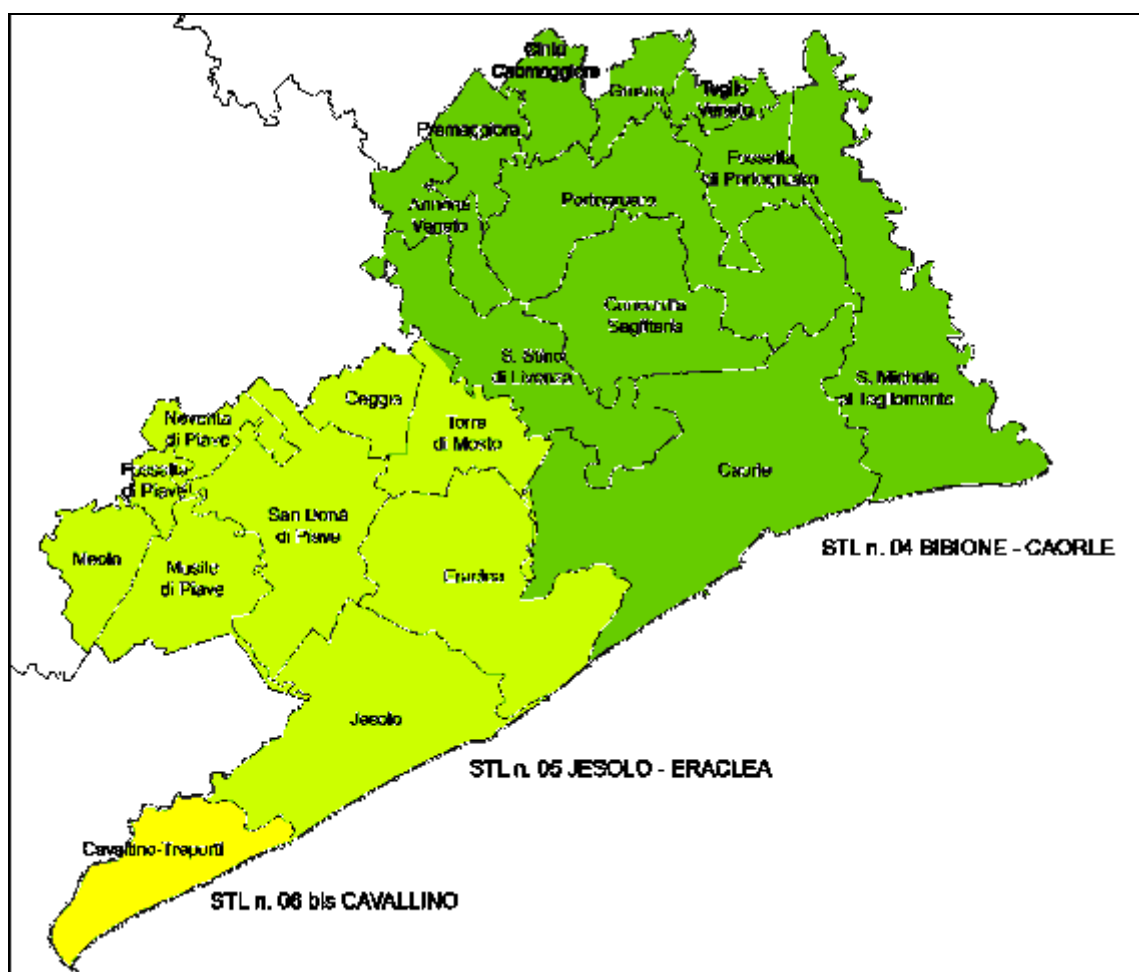 Cinto
Caomaggiore
Gruaro
Teglio
Veneto
Premaggiore
Fossalta
di Portogruaro
Annone
Veneto
Portogruaro
Concordia
Sagittaria
S. Stino
di Livenza
S. Michele
al Tagliamento
Ceggia
Torre
di Mosto
Noventa
di Piave
Caorle
Fossalta
di Piave
San Donà
di Piave
STL n. 04 BIBIONE - CAORLE
Meolo
Musile
di Piave
Eraclea
Jesolo
STL n. 05 JESOLO - ERACLEA
Cavallino-Treporti
STL n. 06 bis CAVALLINO